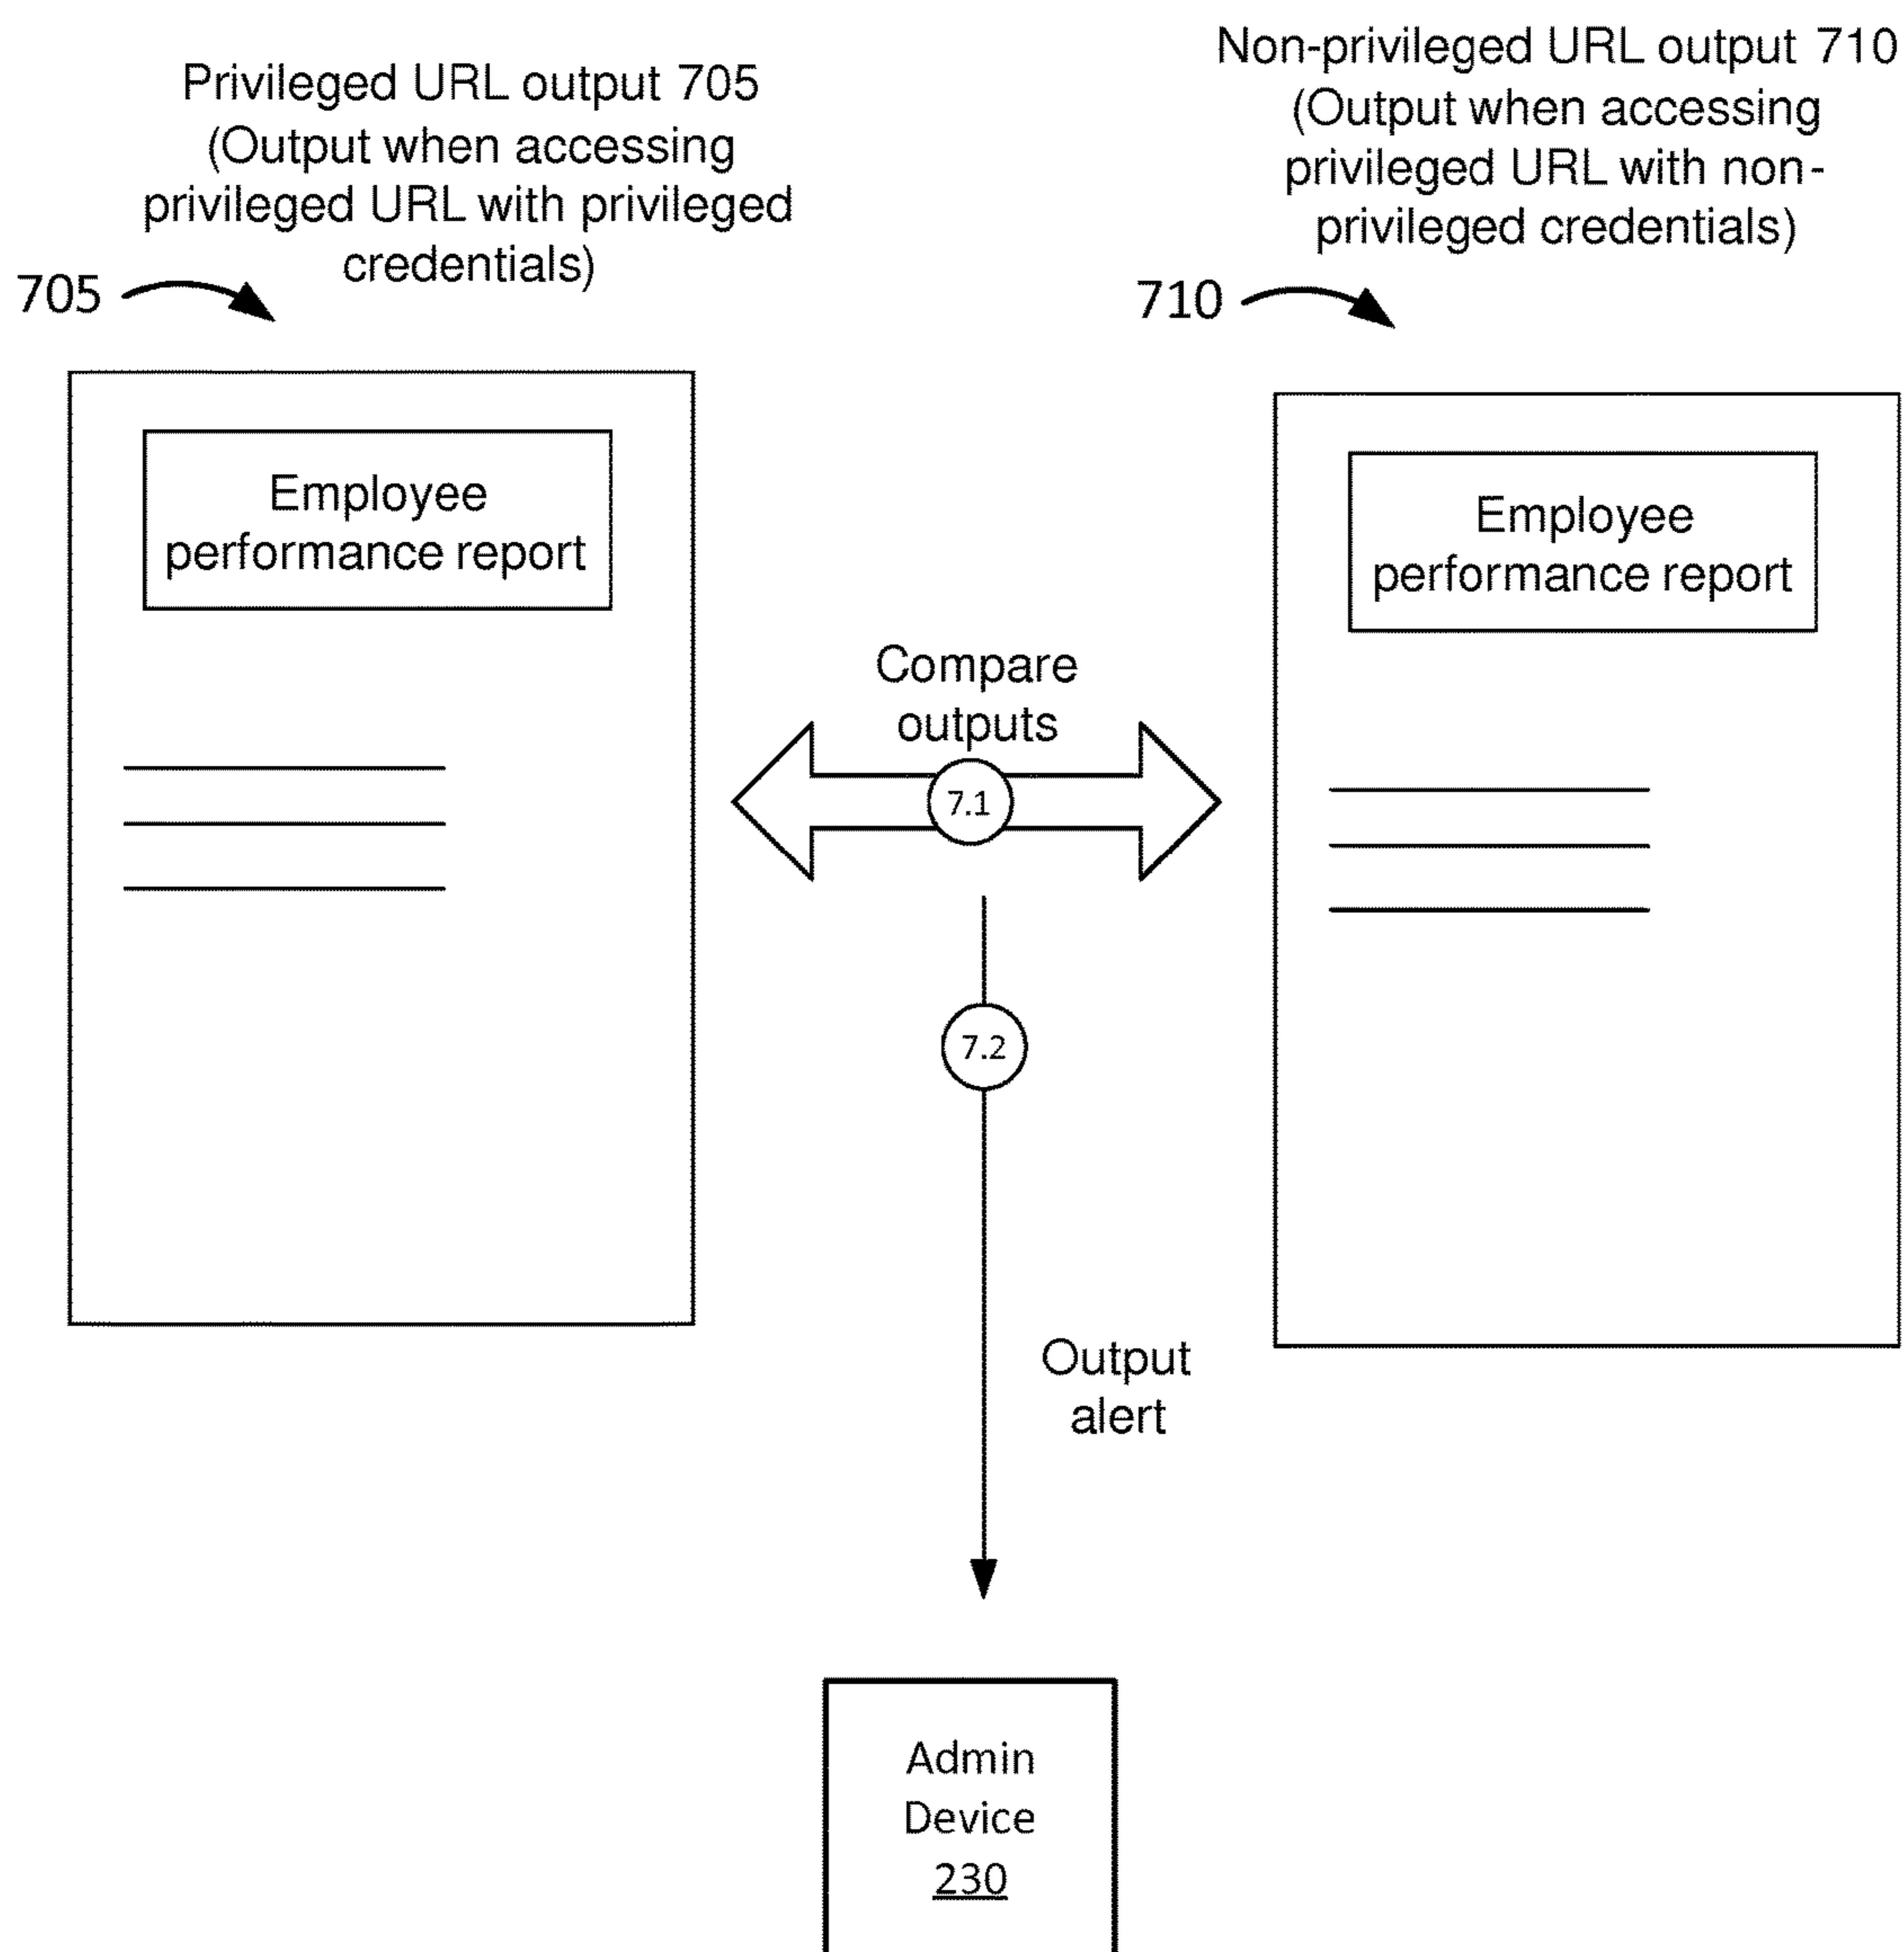 Privileged URL output 705
(Output when accessing
privileged URL with privileged
credentials)
705
Non-privileged URL output 710
(Output when accessing
privileged URL with non-
privileged credentials)
710
Employee
performance report
Employee
performance report
Compare
outputs
7.1
7.2
Output
alert
Admin
Device
230